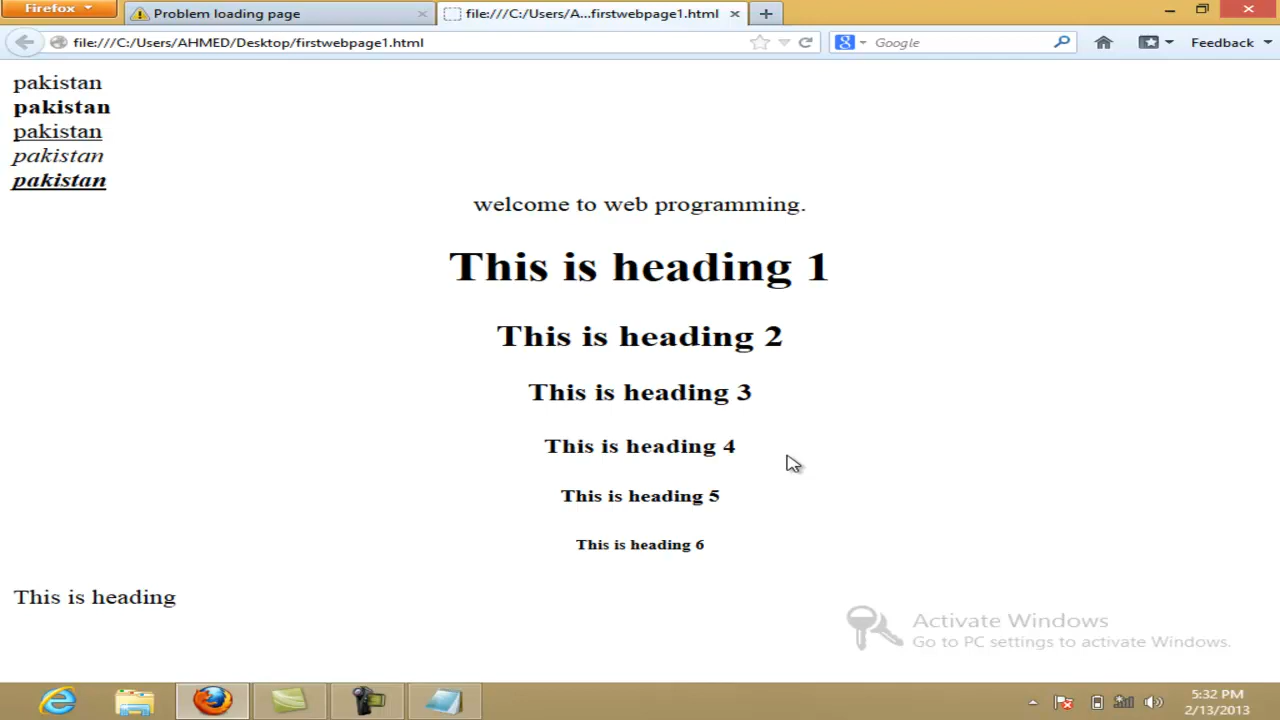 Firefox
Problem loading page
file:///C:/Users/A...firstwebpage1.html
file:///C:/Users/AHMED/Desktop/firstwebpage1.html
Google
Feedback
pakistan
pakistan
pakistan
pakistan
pakistan
welcome to web programming.
This is heading 1
This is heading 2
This is heading 3
This is heading 4
This is heading 5
This is heading 6
This is heading
Activate Windows
Go to PC settings to activate Windows.
5:32 PM
2/13/2013